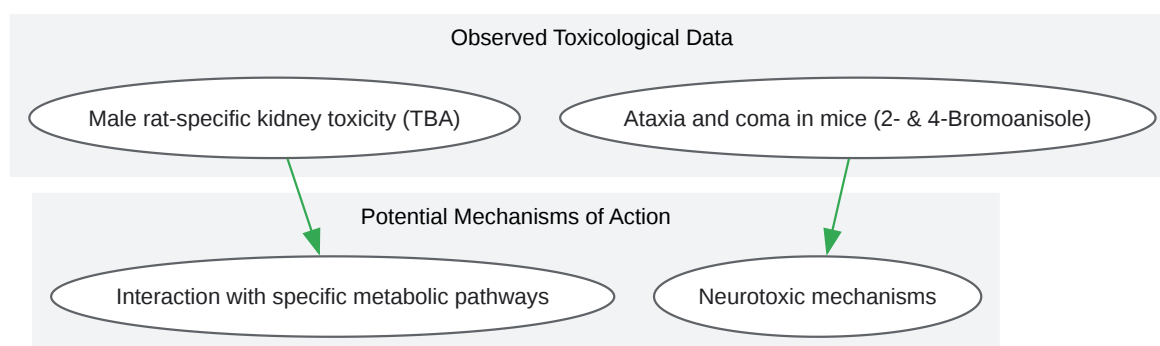 Observed Toxicological Data
Male rat-specific kidney toxicity (TBA)
Ataxia and coma in mice (2- & 4-Bromoanisole)
Potential Mechanisms of Action
Interaction with specific metabolic pathways
Neurotoxic mechanisms